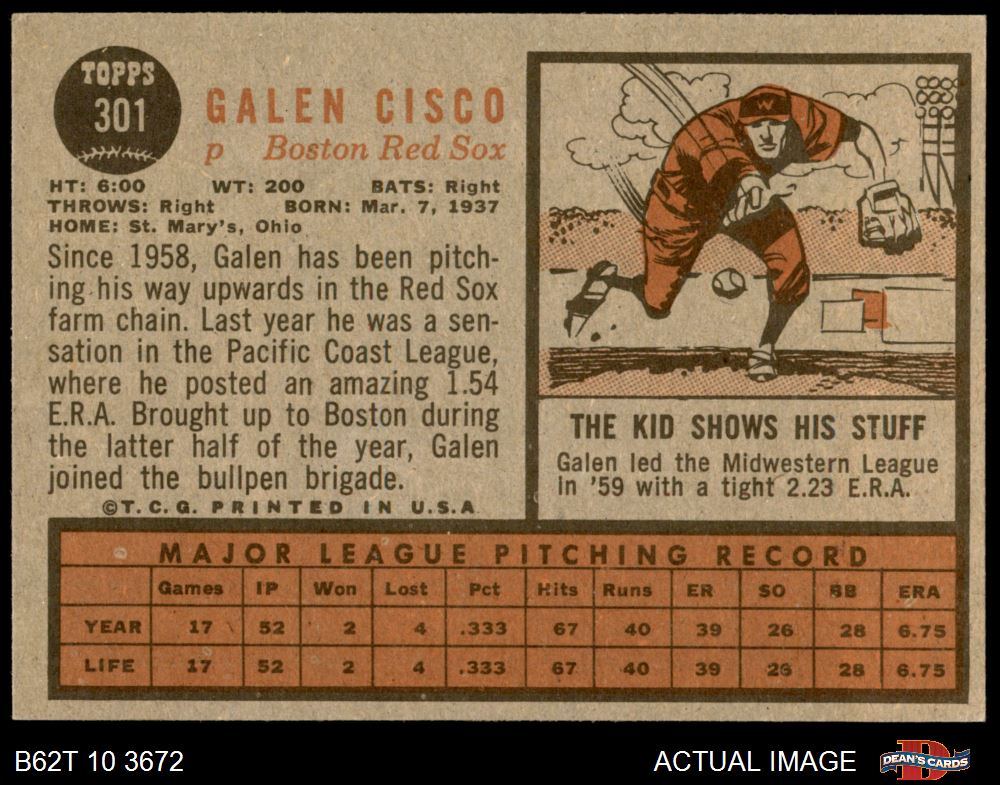 TOPPS
301
GALEN CISCO
p Boston Red Sox
HT: 6:00 WT: 200 BATS: Right
THROWS: Right BORN: Mar. 7, 1937
HOME: St. Mary's, Ohio
Since 1958, Galen has been pitch-
ing his way upwards in the Red Sox
farm chain. Last year he was a sen-
sation in the Pacific Coast League,
where he posted an amazing 1.54
E.R.A. Brought up to Boston during
the latter half of the year, Galen
joined the bullpen brigade.
©T.C.G. PRINTED IN U.S.A
W
THE KID SHOWS HIS STUFF
Galen led the Midwestern League
in '59 with a tight 2.23 E.R.A.
MAJOR LEAGUE PITCHING RECORD
Games IP Won Lost Pct Hits Runs ER SO BB ERA
YEAR 17 52 2 4 .333 67 40 39 26 28 6.75
LIFE 17 52 2 4 .333 67 40 39 26 28 6.75
B62T 10 3672 ACTUAL IMAGE
D
DEAN'S CARDS